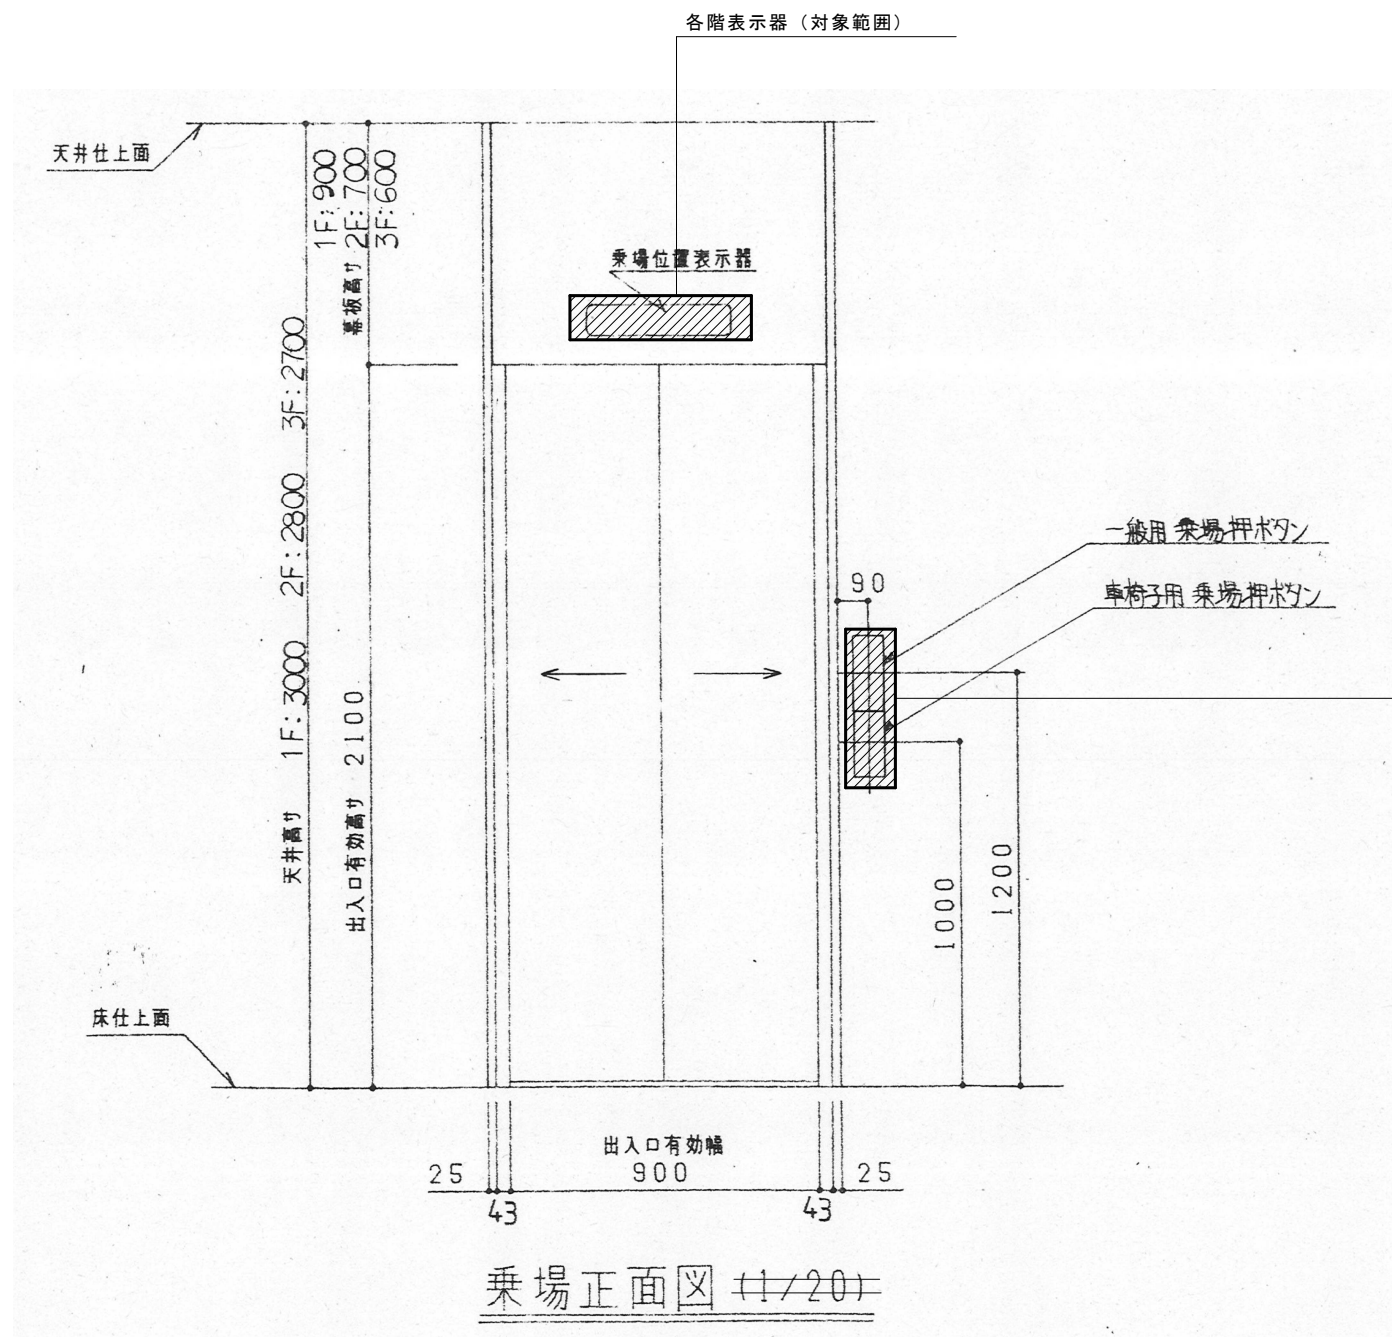 各階表示器（対象範囲）
天井仕上面
1F:900
2F:700
3F:600
幕板高サ
乗場位置表示器
天井高サ 1F:3000 2F:2800 3F:2700
出入口有効高サ 2100
一般用 乗場押ボタン
90
車椅子用 乗場押ボタン
1000
1200
床仕上面
出入口有効幅
25
900
25
43
43
乗場正面図 (1/20)